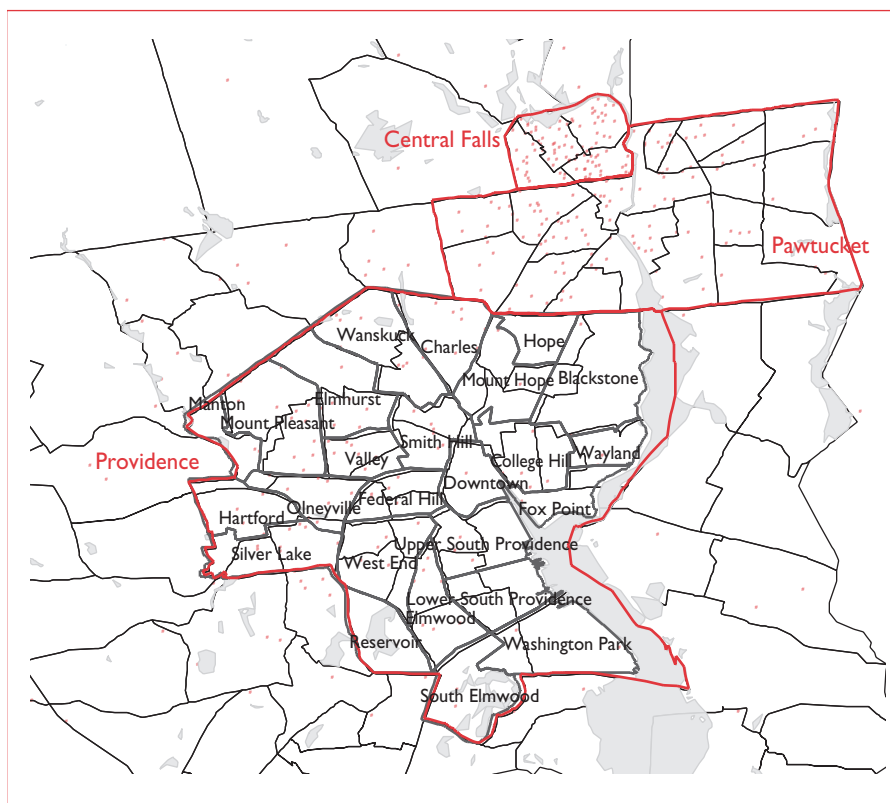 Central Falls
Pawtucket
Wanskuck
Charles
Hope
Mount Hope
Blackstone
Manton
Elmhurst
Mount Pleasant
Smith Hill
Valley
College Hill
Wayland
Providence
Downtown
Olneyville
Federal Hill
Fox Point
Hartford
Silver Lake
Upper South Providence
West End
Lower South Providence
Elmwood
Reservoir
Washington Park
South Elmwood